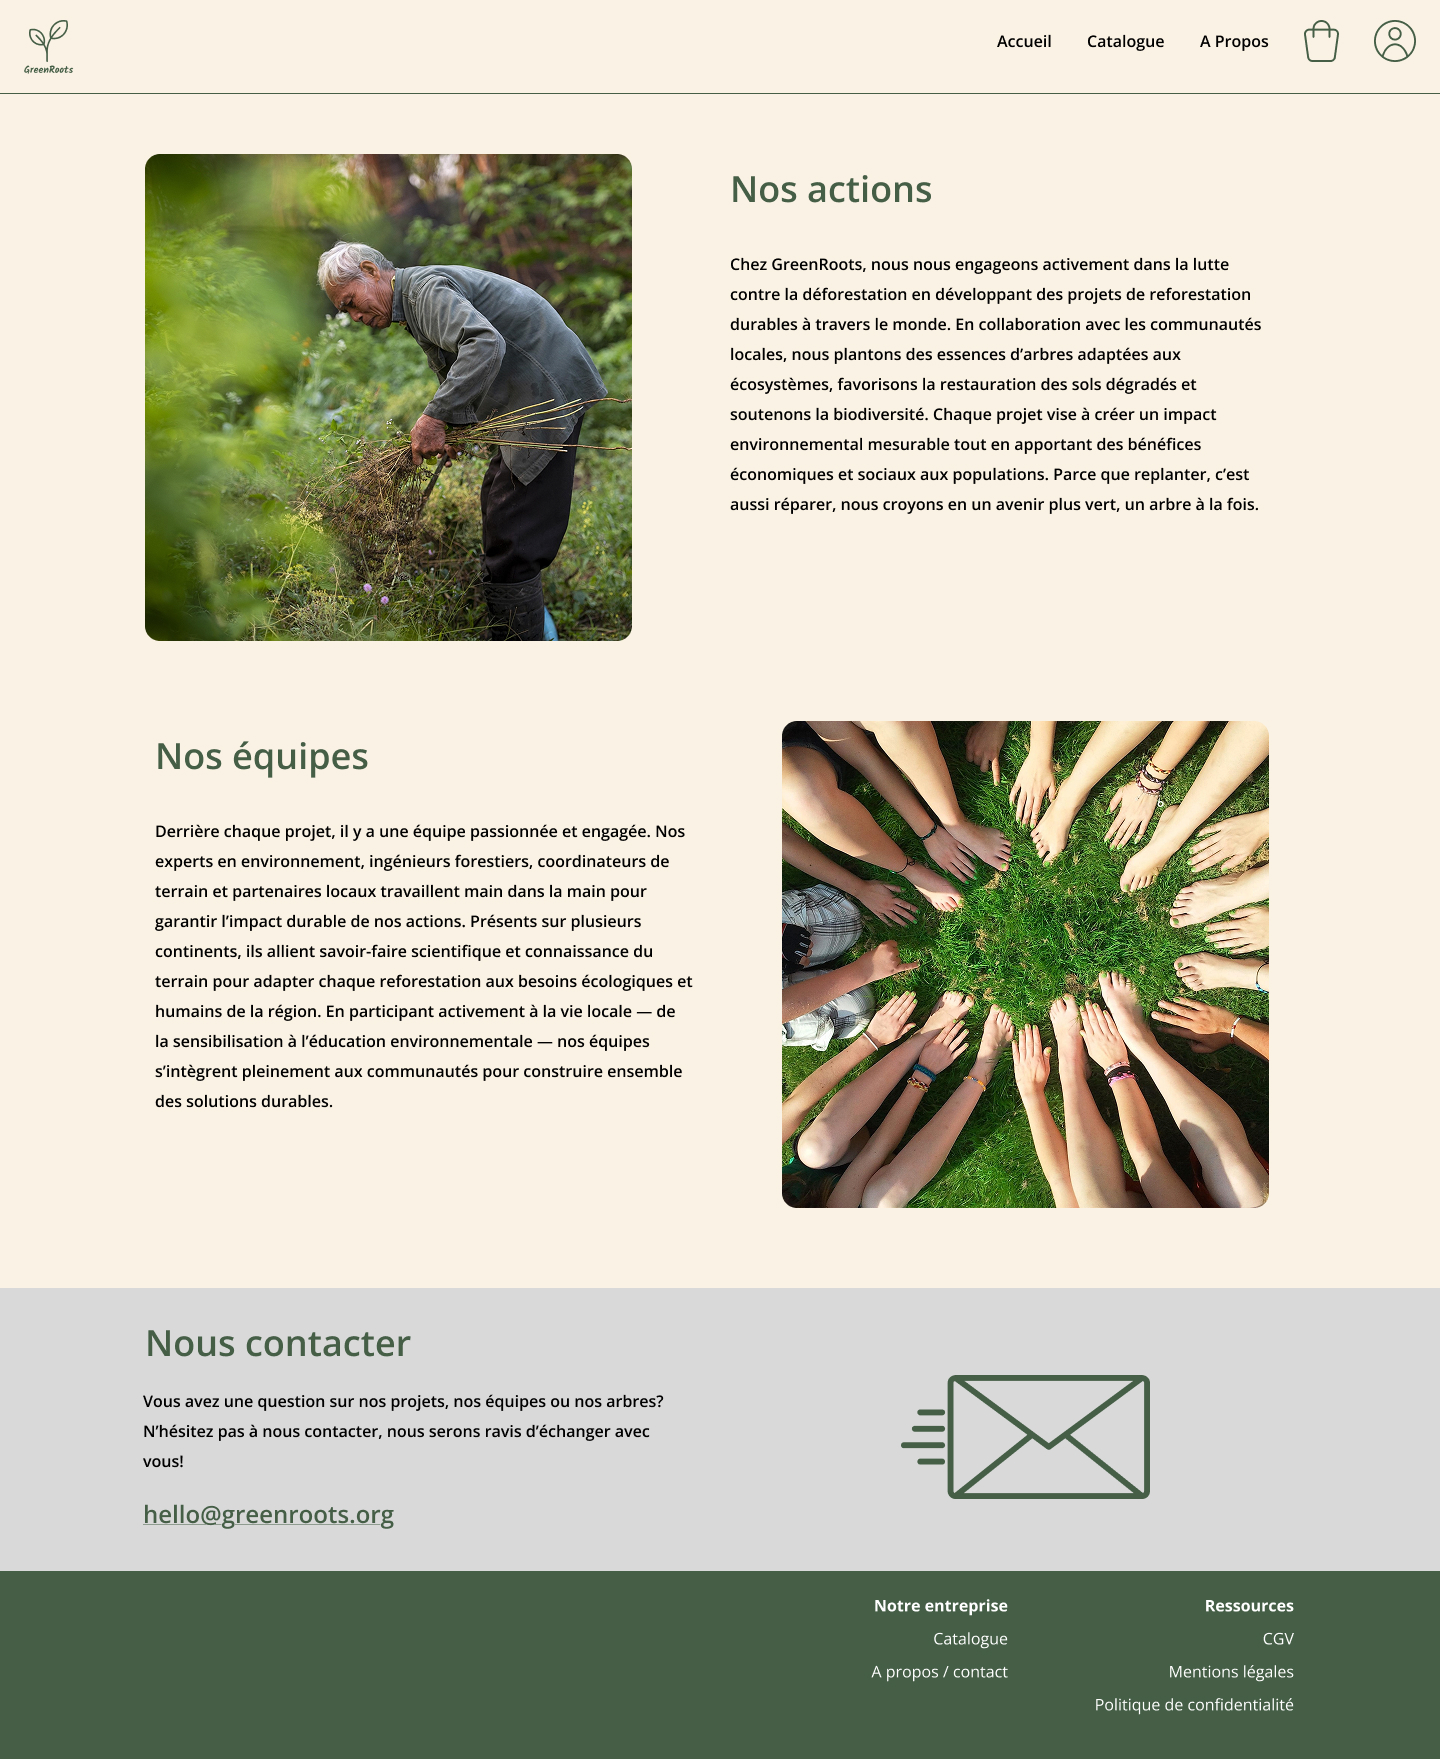 GreenRoots
Accueil
Catalogue
A Propos
Nos actions
Chez GreenRoots, nous nous engageons activement dans la lutte
contre la déforestation en développant des projets de reforestation
durables à travers le monde. En collaboration avec les communautés
locales, nous plantons des essences d’arbres adaptées aux
écosystèmes, favorisons la restauration des sols dégradés et
soutenons la biodiversité. Chaque projet vise à créer un impact
environnemental mesurable tout en apportant des bénéfices
économiques et sociaux aux populations. Parce que replanter, c’est
aussi réparer, nous croyons en un avenir plus vert, un arbre à la fois.
Nos équipes
Derrière chaque projet, il y a une équipe passionnée et engagée. Nos
experts en environnement, ingénieurs forestiers, coordinateurs de
terrain et partenaires locaux travaillent main dans la main pour
garantir l’impact durable de nos actions. Présents sur plusieurs
continents, ils allient savoir-faire scientifique et connaissance du
terrain pour adapter chaque reforestation aux besoins écologiques et
humains de la région. En participant activement à la vie locale — de
la sensibilisation à l’éducation environnementale — nos équipes
s’intègrent pleinement aux communautés pour construire ensemble
des solutions durables.
Nous contacter
Vous avez une question sur nos projets, nos équipes ou nos arbres?
N’hésitez pas à nous contacter, nous serons ravis d’échanger avec
vous!
hello@greenroots.org
Notre entreprise
Catalogue
A propos / contact
Ressources
CGV
Mentions légales
Politique de confidentialité